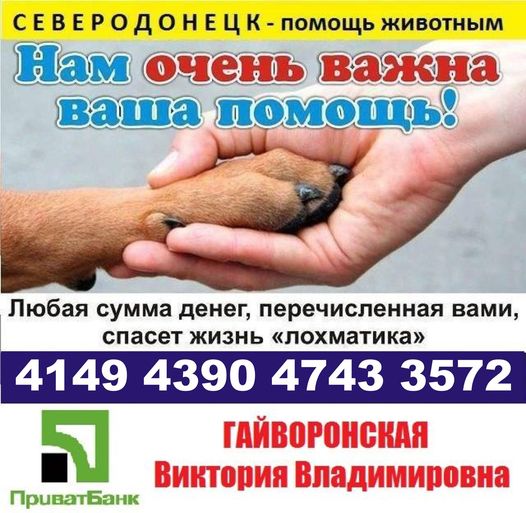 СЕВЕРОДОНЕЦК - помощь животным
Нам очень важна
ваша помощь!
Любая сумма денег, перечисленная вами,
спасет жизнь «лохматика»
4149 4390 4743 3572
ГАЙВОРОНСКАЯ
Виктория Владимировна
ПриватБанк